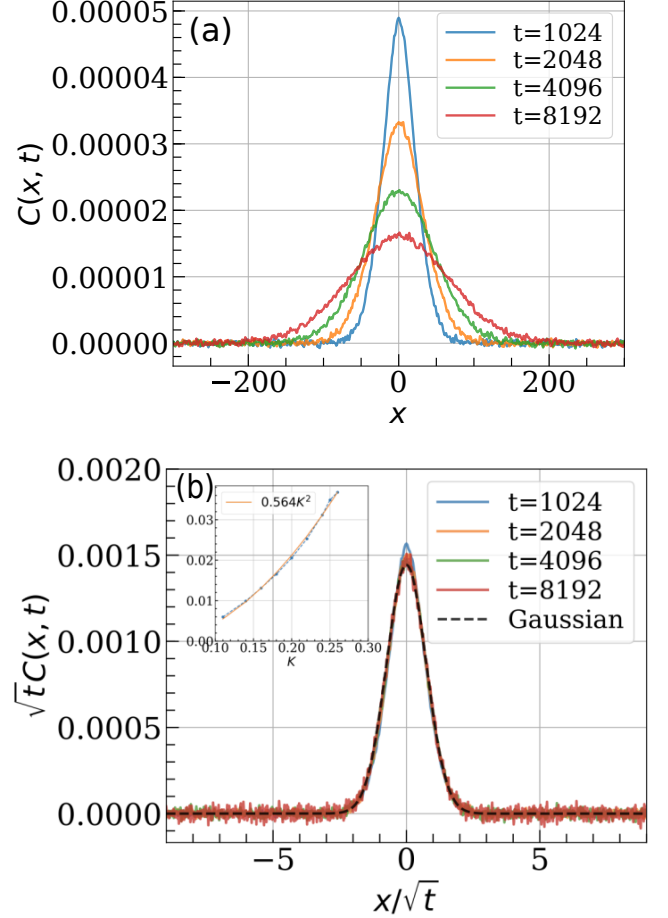 (a)
t=1024
t=2048
t=4096
t=8192
0.00005
0.00004
0.00003
0.00002
0.00001
0.00000
C(x, t)
−200 0 200
x
(b)
0.564K²
0.03
0.02
0.01
0.00
0.10 0.15 0.20 0.25 0.30
K
t=1024
t=2048
t=4096
t=8192
Gaussian
0.0020
0.0015
0.0010
0.0005
0.0000
√tC(x, t)
−5 0 5
x/√t